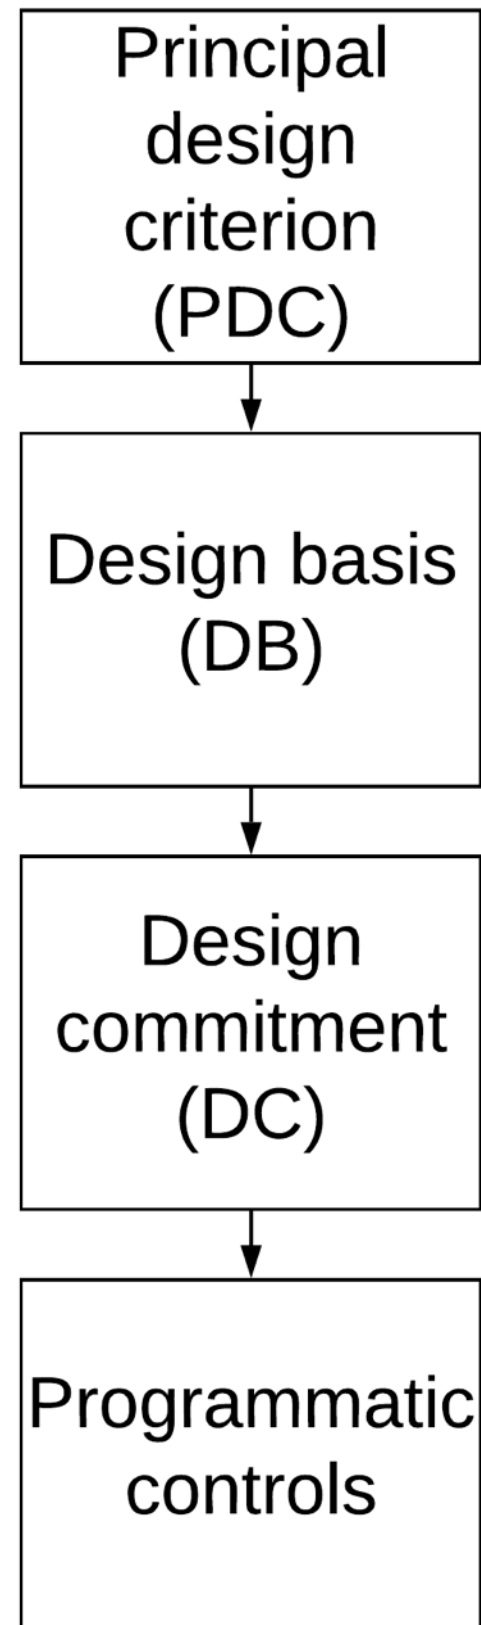 Principal
design
criterion
(PDC)
Design basis
(DB)
Design
commitment
(DC)
Programmatic
controls